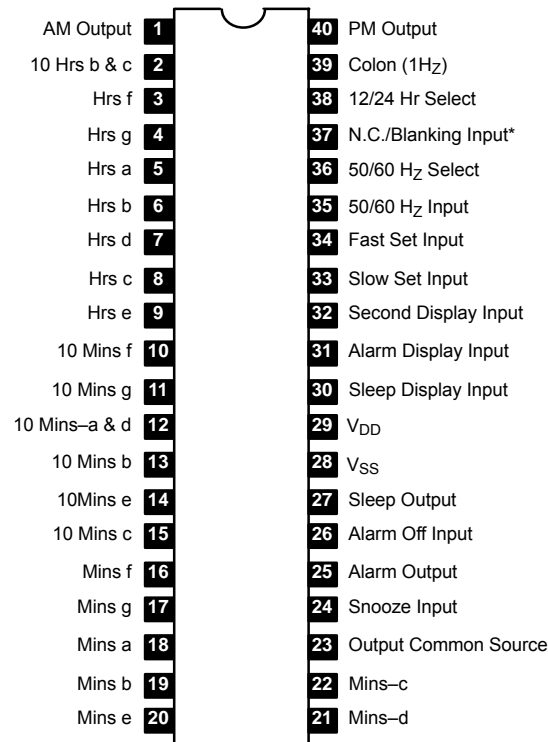 AM Output 1 40 PM Output
10 Hrs b & c 2 39 Colon (1HZ)
Hrs f 3 38 12/24 Hr Select
Hrs g 4 37 N.C./Blanking Input*
Hrs a 5 36 50/60 HZ Select
Hrs b 6 35 50/60 HZ Input
Hrs d 7 34 Fast Set Input
Hrs c 8 33 Slow Set Input
Hrs e 9 32 Second Display Input
10 Mins f 10 31 Alarm Display Input
10 Mins g 11 30 Sleep Display Input
10 Mins–a & d 12 29 VDD
10 Mins b 13 28 VSS
10Mins e 14 27 Sleep Output
10 Mins c 15 26 Alarm Off Input
Mins f 16 25 Alarm Output
Mins g 17 24 Snooze Input
Mins a 18 23 Output Common Source
Mins b 19 22 Mins–c
Mins e 20 21 Mins–d